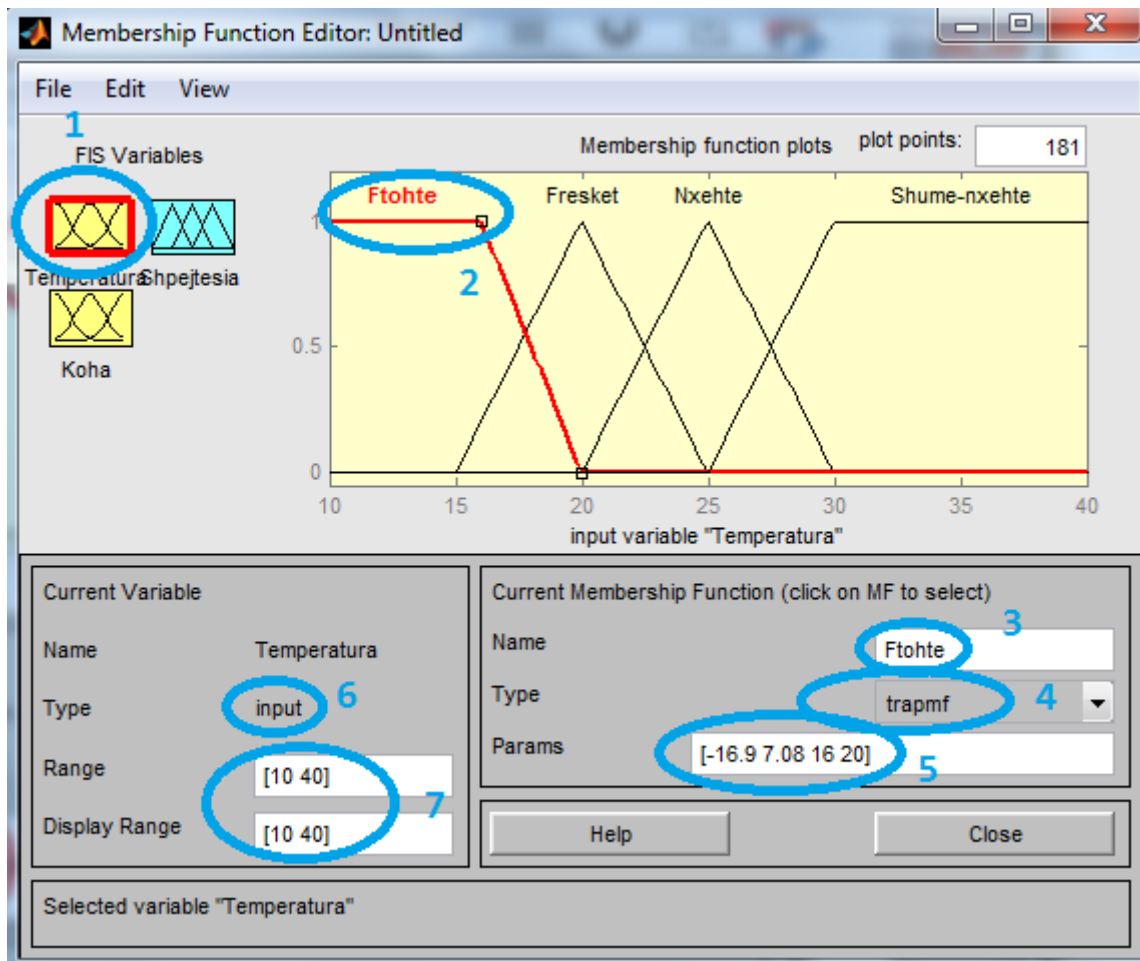 Membership Function Editor: Untitled
File Edit View
1
FIS Variables
Membership function plots plot points: 181
Ftohte Fresket Nxehte Shume-nxehte
1
2
Temperatura Shpejtesia
0.5
Koha
0
10 15 20 25 30 35 40
input variable "Temperatura"
Current Variable
Name Temperatura
Type input 6
Range [10 40]
7
Display Range [10 40]
Current Membership Function (click on MF to select)
3
Name Ftohte
Type trapmf 4
Params [-16.9 7.08 16 20]
5
Help Close
Selected variable "Temperatura"